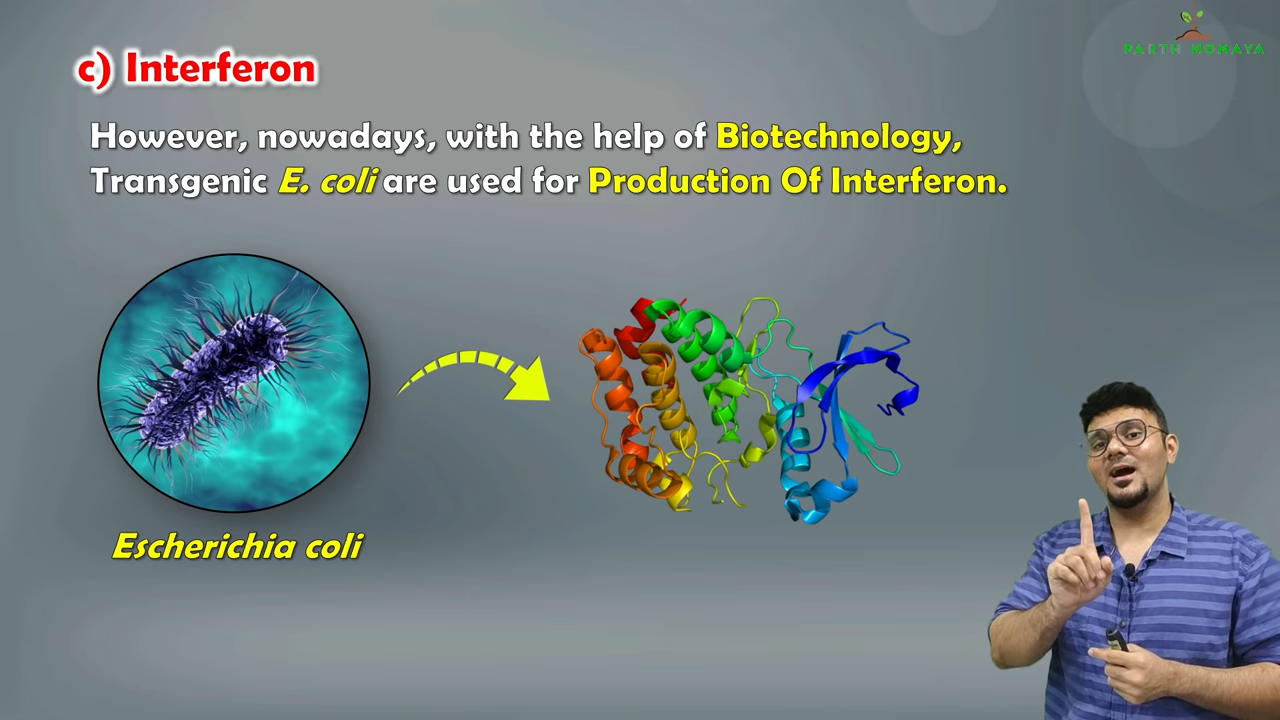 PARTH MOMAYA
c) Interferon
However, nowadays, with the help of Biotechnology,
Transgenic E. coli are used for Production Of Interferon.
Escherichia coli